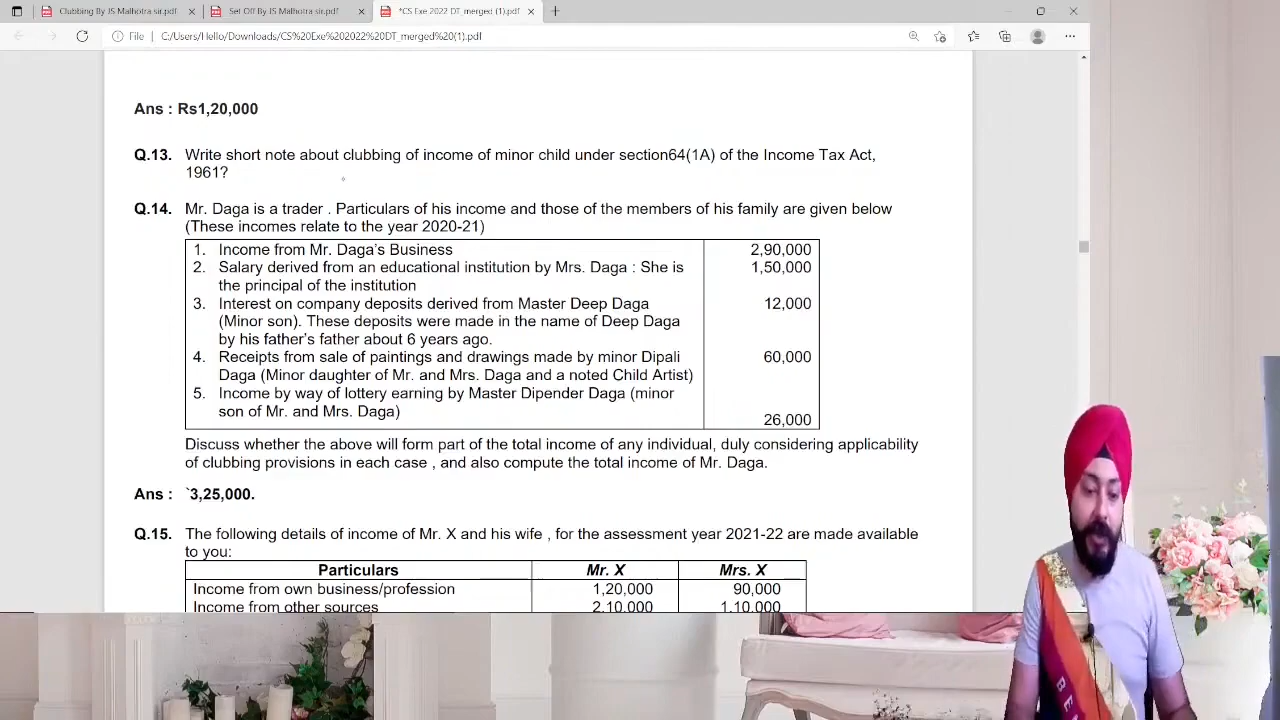 Clubbing By JS Malhotra sir.pdf
Set Off By JS Malhotra sir.pdf
*CS Exe 2022 DT_merged (1).pdf
File | C:/Users/Hello/Downloads/CS%20Exe%202022%20DT_merged%20(1).pdf
Ans : Rs1,20,000
Q.13. Write short note about clubbing of income of minor child under section64(1A) of the Income Tax Act,
1961?
Q.14. Mr. Daga is a trader . Particulars of his income and those of the members of his family are given below
(These incomes relate to the year 2020-21)
1. Income from Mr. Daga's Business 2,90,000
2. Salary derived from an educational institution by Mrs. Daga : She is 1,50,000
the principal of the institution
3. Interest on company deposits derived from Master Deep Daga 12,000
(Minor son). These deposits were made in the name of Deep Daga
by his father's father about 6 years ago.
4. Receipts from sale of paintings and drawings made by minor Dipali 60,000
Daga (Minor daughter of Mr. and Mrs. Daga and a noted Child Artist)
5. Income by way of lottery earning by Master Dipender Daga (minor
son of Mr. and Mrs. Daga)
26,000
Discuss whether the above will form part of the total income of any individual, duly considering applicability
of clubbing provisions in each case , and also compute the total income of Mr. Daga.
Ans : `3,25,000.
Q.15. The following details of income of Mr. X and his wife , for the assessment year 2021-22 are made available
to you:
Particulars Mr. X Mrs. X
Income from own business/profession 1,20,000 90,000
Income from other sources 2,10,000 1,10,000